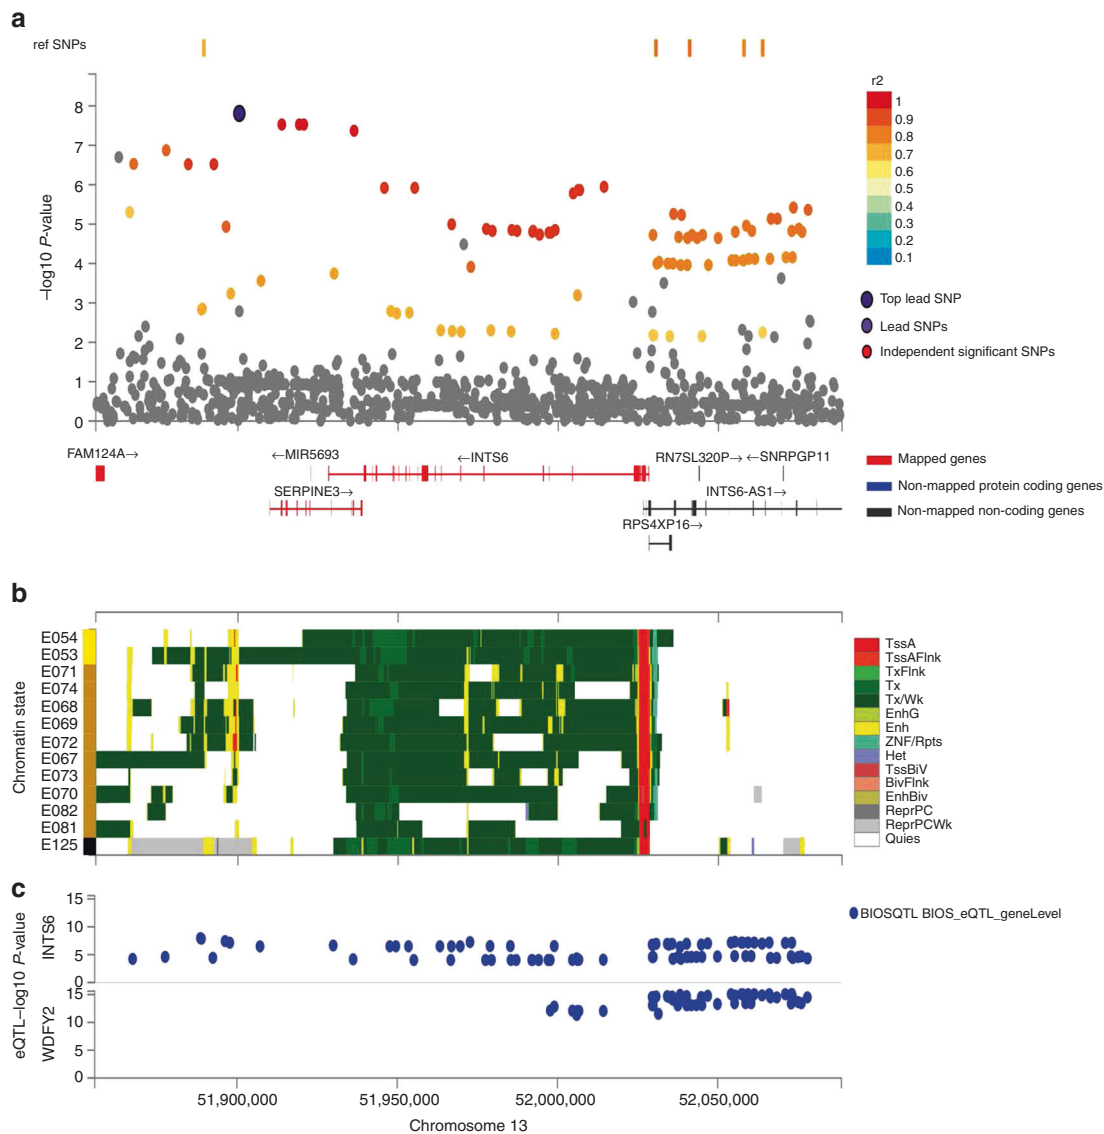 a
ref SNPs
r2
1
0.9
0.8
0.7
0.6
0.5
0.4
0.3
0.2
0.1
8
7
6
5
4
3
2
1
0
–log10 P-value
Top lead SNP
Lead SNPs
Independent significant SNPs
FAM124A→
←MIR5693
←INTS6
RN7SL320P→
←SNRPGP11
SERPINE3→
INTS6-AS1→
RPS4XP16→
Mapped genes
Non-mapped protein coding genes
Non-mapped non-coding genes
b
Chromatin state
E054
E053
E071
E074
E068
E069
E072
E067
E073
E070
E082
E081
E125
TssA
TssAFlnk
TxFlnk
Tx
Tx/Wk
EnhG
Enh
ZNF/Rpts
Het
TssBiV
BivFlnk
EnhBiv
ReprPC
ReprPCWk
Quies
c
eQTL–log10 P-value
INTS6
15
10
5
0
WDFY2
15
10
5
0
BIOSQTL BIOS_eQTL_geneLevel
51,900,000
51,950,000
52,000,000
52,050,000
Chromosome 13